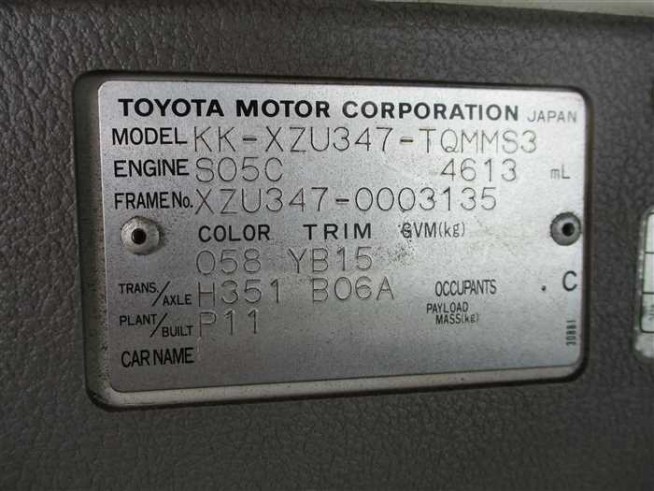 TOYOTA MOTOR CORPORATION JAPAN
MODEL KK-XZU347-TQMMS3
ENGINE S05C 4613 mL
FRAME No. XZU347-0003135
COLOR TRIM GVM(kg)
058 YB15
TRANS./AXLE H351 B06A OCCUPANTS . C
PLANT/BUILT P11 PAYLOAD MASS(kg)
CAR NAME